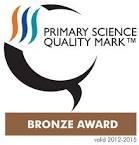 PRIMARY SCIENCE
QUALITY MARK™
BRONZE AWARD
valid 2012-2015